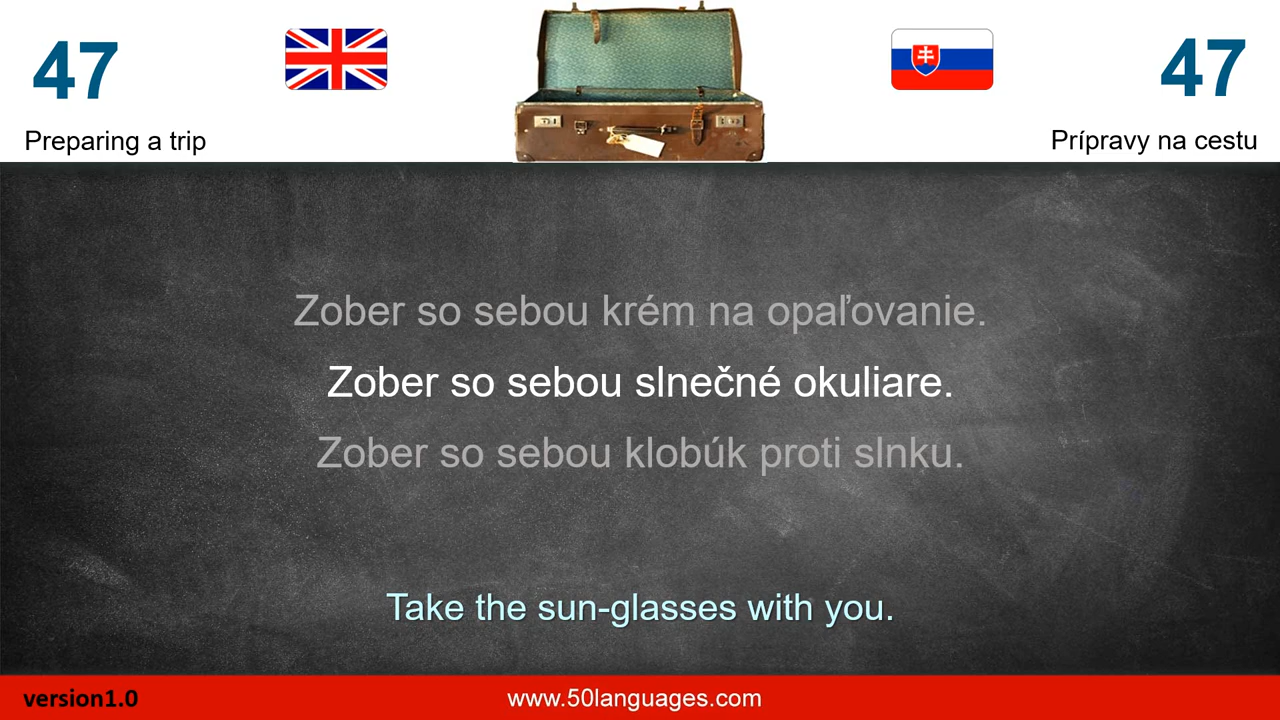 47
47
Preparing a trip
Prípravy na cestu
Zober so sebou krém na opaľovanie.
Zober so sebou slnečné okuliare.
Zober so sebou klobúk proti slnku.
Take the sun-glasses with you.
version1.0
www.50languages.com